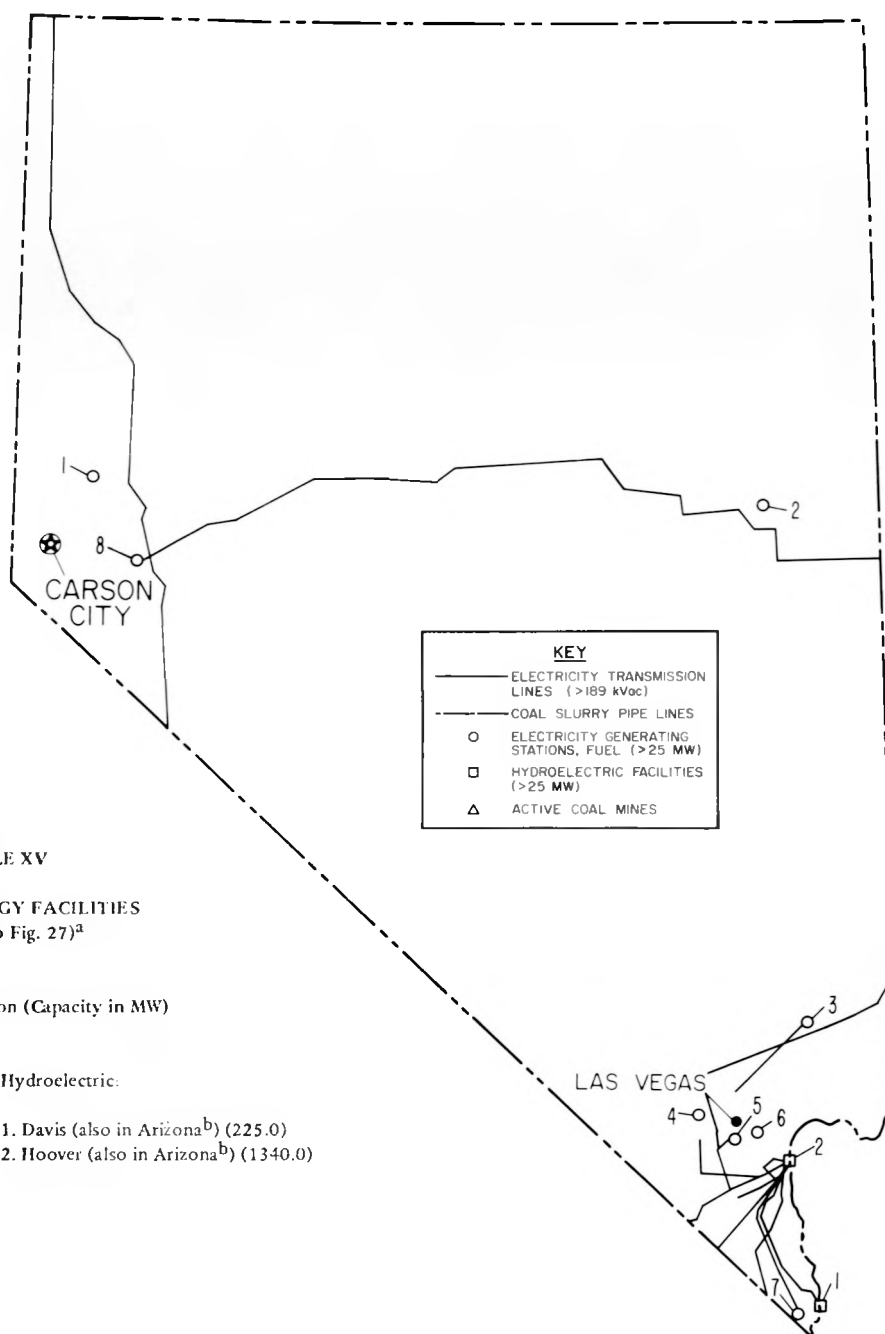 1
2
8
CARSON
CITY
KEY
ELECTRICITY TRANSMISSION
LINES (>189 kVac)
COAL SLURRY PIPE LINES
ELECTRICITY GENERATING
STATIONS, FUEL (>25 MW)
HYDROELECTRIC FACILITIES
(>25 MW)
ACTIVE COAL MINES
LE XV
GY FACILITIES
o Fig. 27)a
on (Capacity in MW)
Hydroelectric:
1. Davis (also in Arizonab) (225.0)
2. Hoover (also in Arizonab) (1340.0)
3
LAS VEGAS
4
5
6
2
7
1